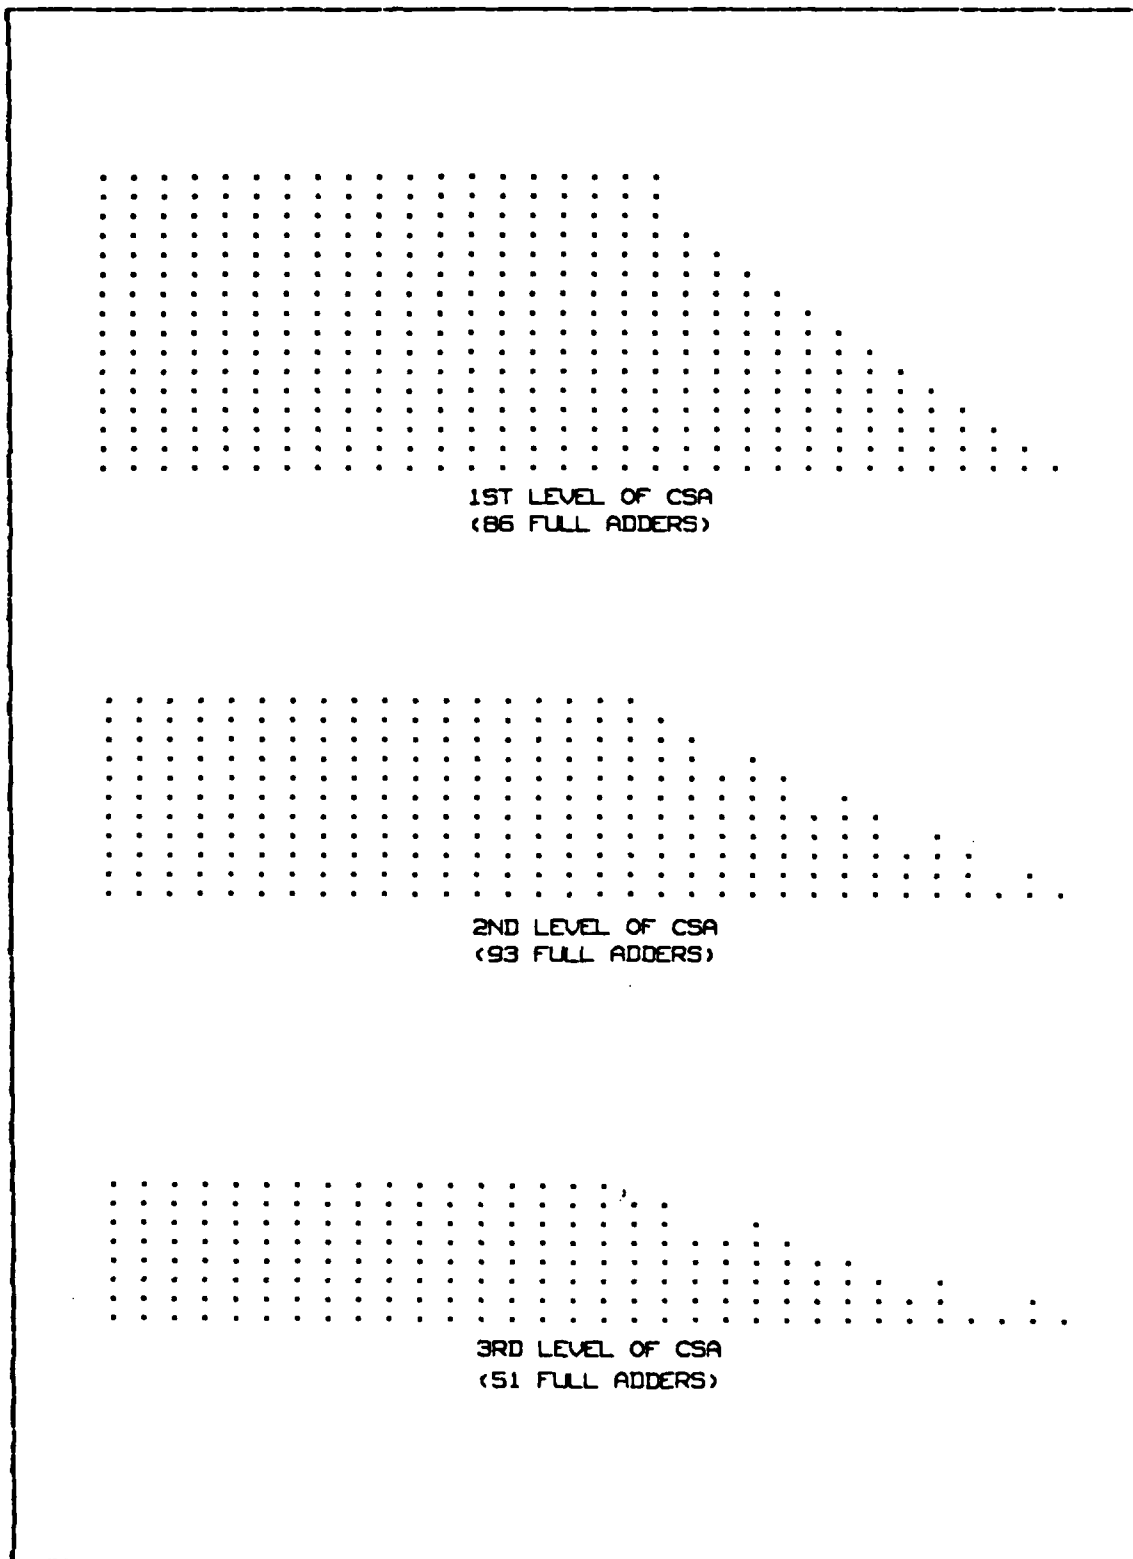 1ST LEVEL OF CSA
(86 FULL ADDERS)
2ND LEVEL OF CSA
(93 FULL ADDERS)
3RD LEVEL OF CSA
(51 FULL ADDERS)